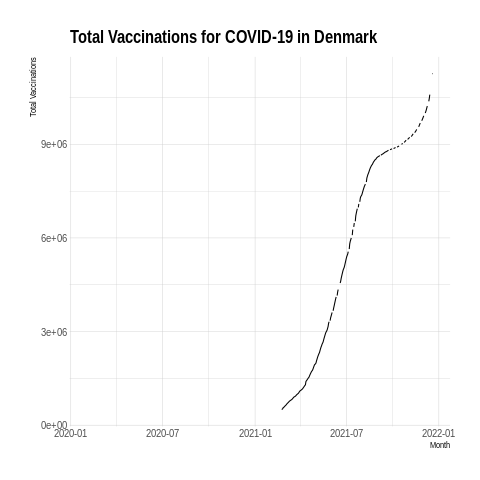 Total Vaccinations for COVID-19 in Denmark
Total Vaccinations
9e+06
6e+06
3e+06
0e+00
2020-01 2020-07 2021-01 2021-07 2022-01
Month